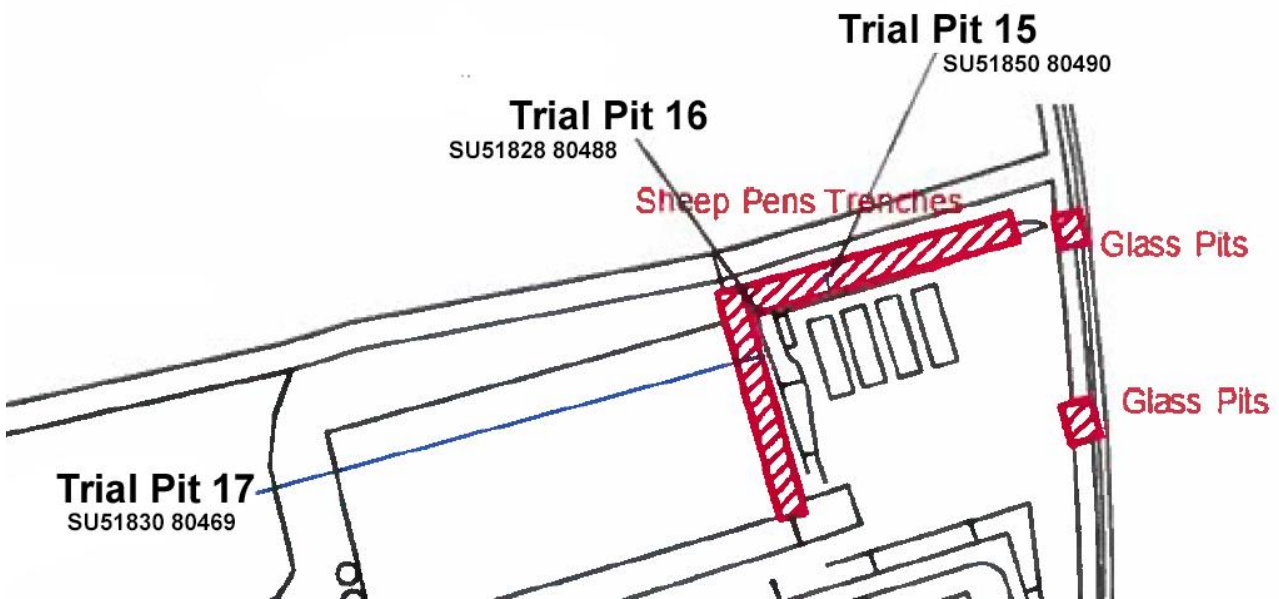 Trial Pit 15
SU51850 80490
Trial Pit 16
SU51828 80488
Sheep Pens Trenches
Glass Pits
Glass Pits
Trial Pit 17
SU51830 80469